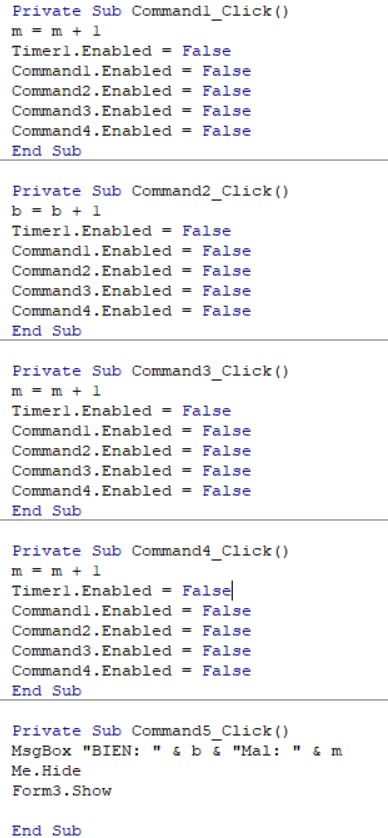 Private Sub Command1_Click()
m = m + 1
Timer1.Enabled = False
Command1.Enabled = False
Command2.Enabled = False
Command3.Enabled = False
Command4.Enabled = False
End Sub
Private Sub Command2_Click()
b = b + 1
Timer1.Enabled = False
Command1.Enabled = False
Command2.Enabled = False
Command3.Enabled = False
Command4.Enabled = False
End Sub
Private Sub Command3_Click()
m = m + 1
Timer1.Enabled = False
Command1.Enabled = False
Command2.Enabled = False
Command3.Enabled = False
Command4.Enabled = False
End Sub
Private Sub Command4_Click()
m = m + 1
Timer1.Enabled = False
Command1.Enabled = False
Command2.Enabled = False
Command3.Enabled = False
Command4.Enabled = False
End Sub
Private Sub Command5_Click()
MsgBox "BIEN: " & b & "Mal: " & m
Me.Hide
Form3.Show
End Sub